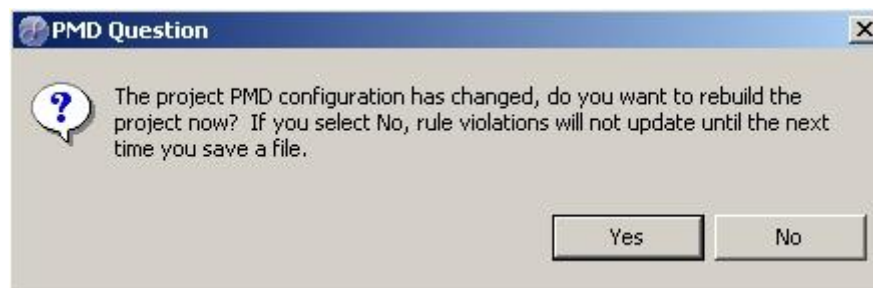 PMD Question
The project PMD configuration has changed, do you want to rebuild the
project now? If you select No, rule violations will not update until the next
time you save a file.
Yes No